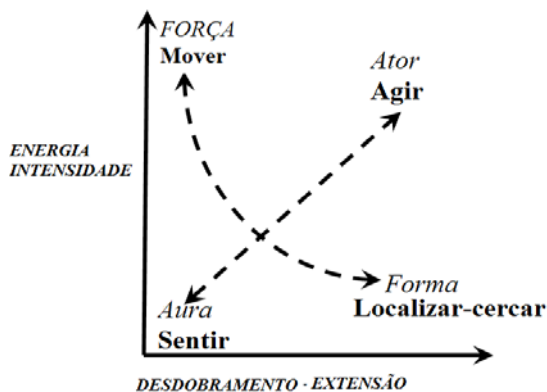 FORÇA
Mover
Ator
Agir
ENERGIA
INTENSIDADE
Aura
Sentir
Forma
Localizar-cercar
DESDOBRAMENTO - EXTENSÃO